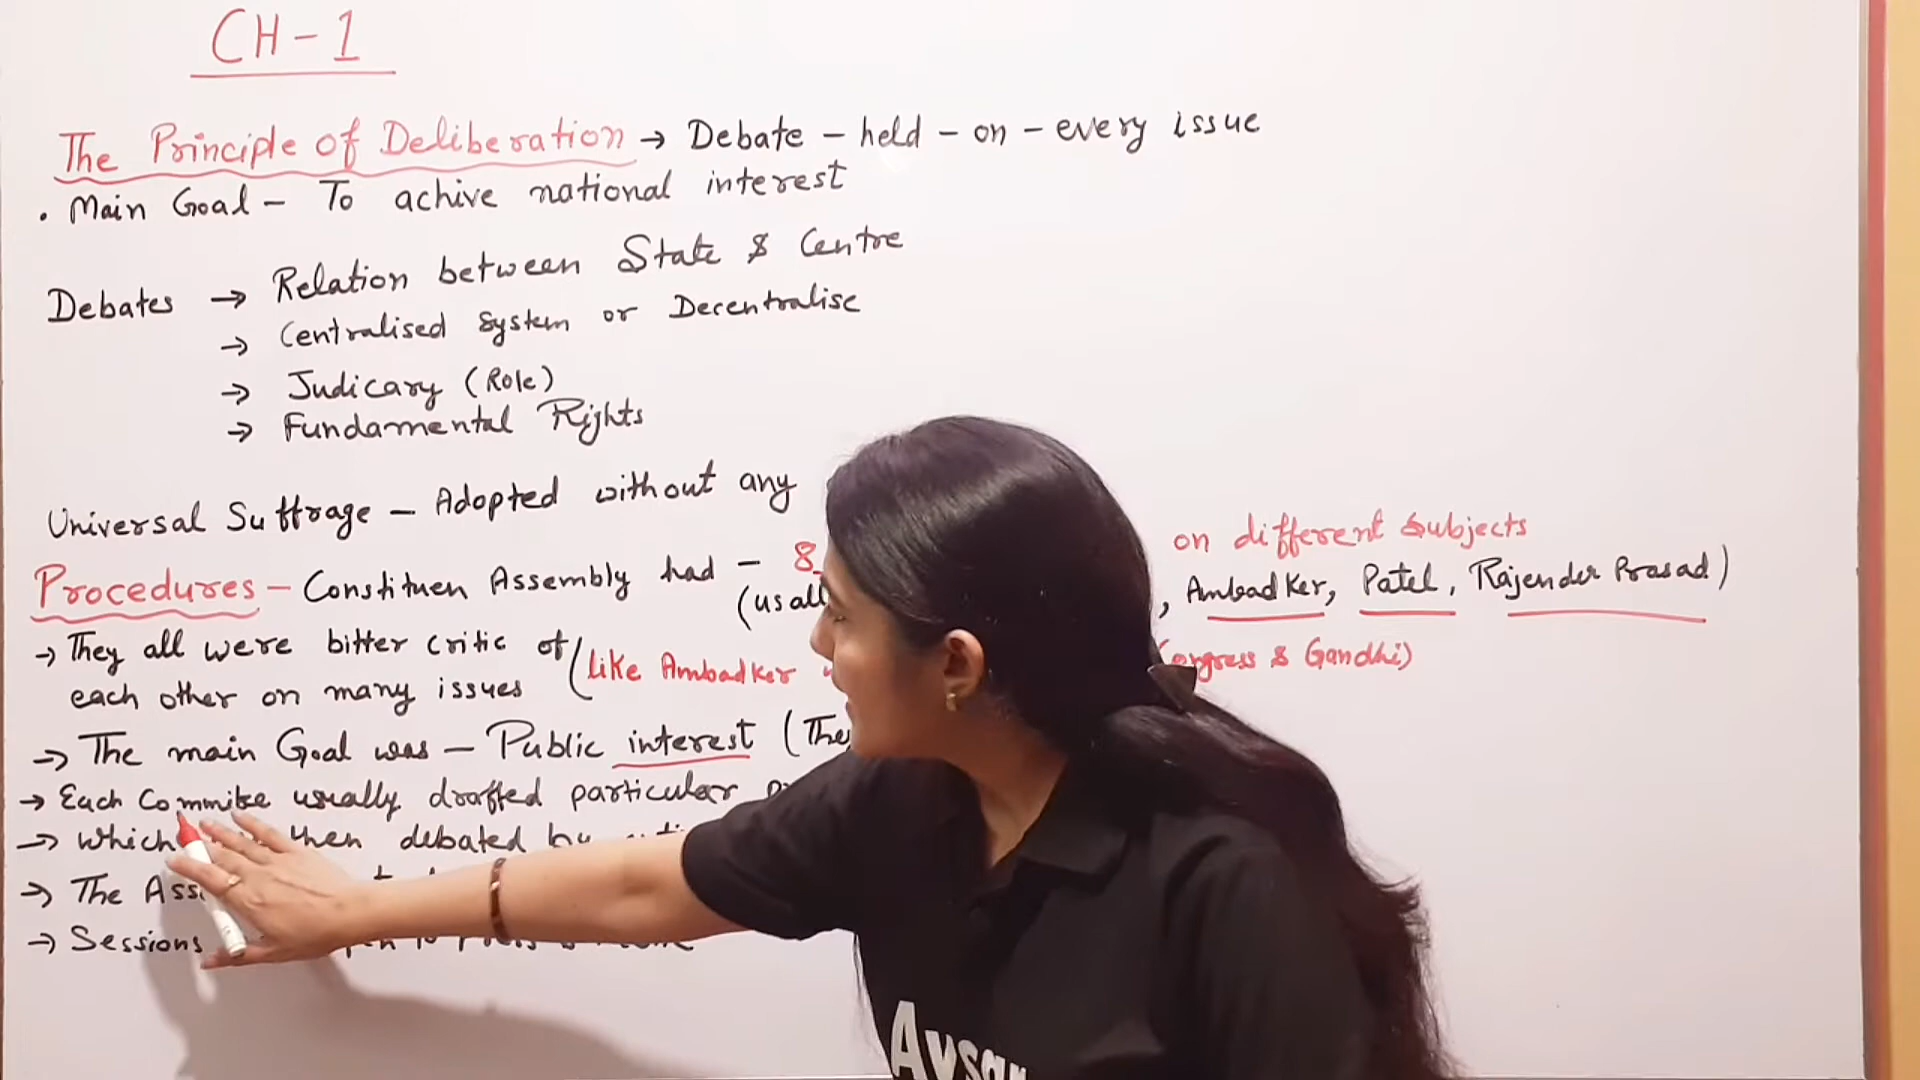 CH-1
The Principle of Deliberation → Debate - held - on - every issue
. Main Goal - To achive national interest
Debates → Relation between State & Centre
→ Centralised System or Decentralise
→ Judicary (Role)
→ Fundamental Rights
Universal Suffrage - Adopted without any
Procedures - Constituen Assembly had - 8 on different subjects
(usall , Ambadker, Patel, Rajender Prasad)
→ They all were bitter critic of (like Ambadker Congress & Gandhi)
each other on many issues
→ The main Goal was - Public interest (The
→ Each Commitee usually drafted particular
→ which then debated by
→ The Ass
→ Sessions
Avsar